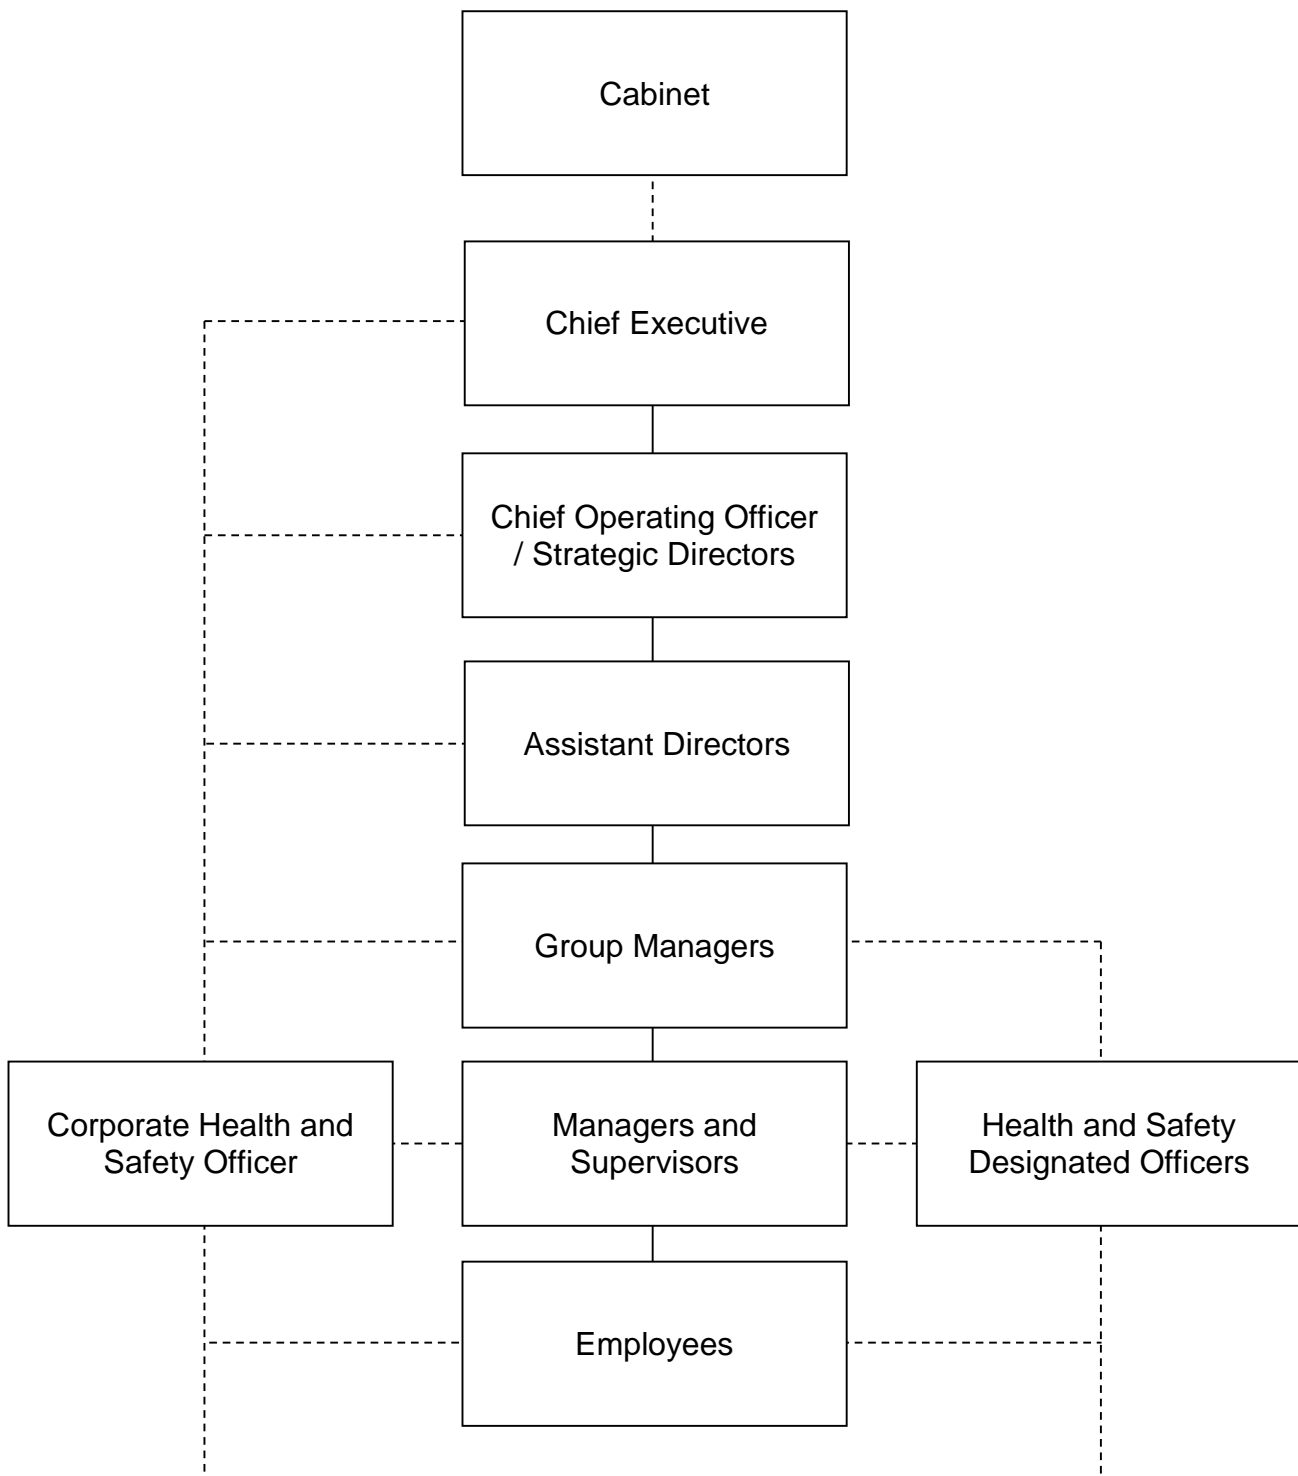 Cabinet
Chief Executive
Chief Operating Officer
/ Strategic Directors
Assistant Directors
Group Managers
Corporate Health and
Safety Officer
Managers and
Supervisors
Health and Safety
Designated Officers
Employees